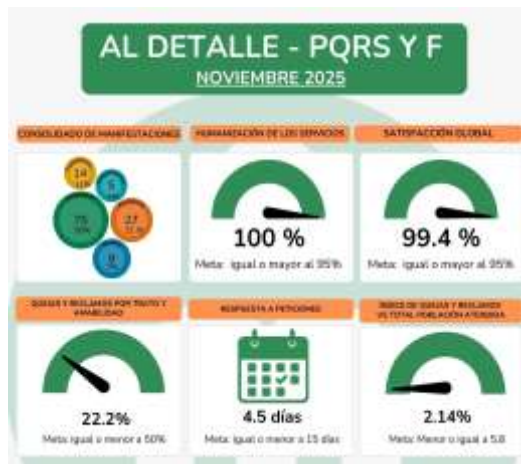 AL DETALLE - PQRS Y F
NOVIEMBRE 2025
CONSOLIDADO DE MANIFESTACIONES
HUMANIZACIÓN DE LOS SERVICIOS
SATISFACCIÓN GLOBAL
14
5
75
27
9
100 %
Meta: igual o mayor al 95%
99.4 %
Meta: igual o mayor al 95%
QUEJAS Y RECLAMOS POR TRATO Y
AMABILIDAD
RESPUESTA A PETICIONES
ÍNDICE DE QUEJAS Y RECLAMOS
VS TOTAL POBLACIÓN ATENDIDA
22.2%
Meta: igual o menor a 50%
4.5 días
Meta: igual o menor a 15 días
2.14%
Meta: Menor o igual a 5.8